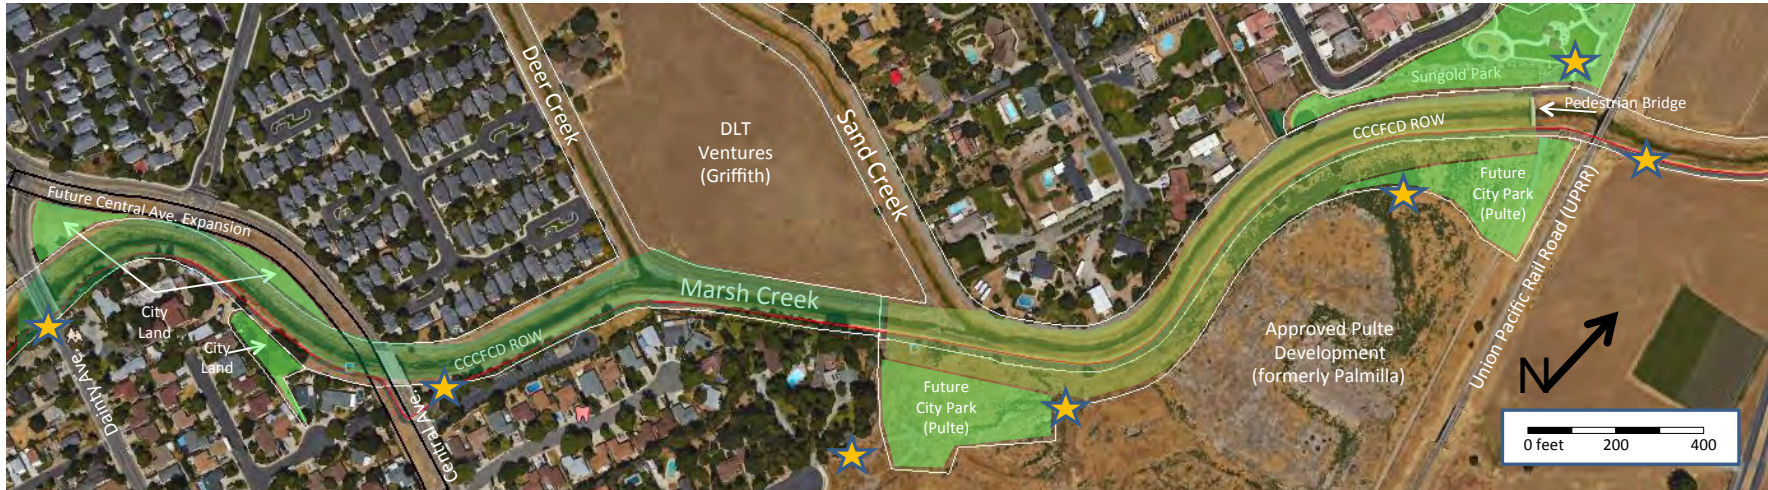 Deer Creek
DLT
Ventures
(Griffith)
Sand Creek
Sungold Park
Pedestrian Bridge
CCCFCD ROW
Future
City Park
(Pulte)
Future Central Ave. Expansion
City
Land
City
Land
Marsh Creek
CCCFCD ROW
Dainty Ave
Central Ave.
Future
City Park
(Pulte)
Approved Pulte
Development
(formerly Palmilla)
Union Pacific Rail Road (UPRR)
N
0 feet 200 400